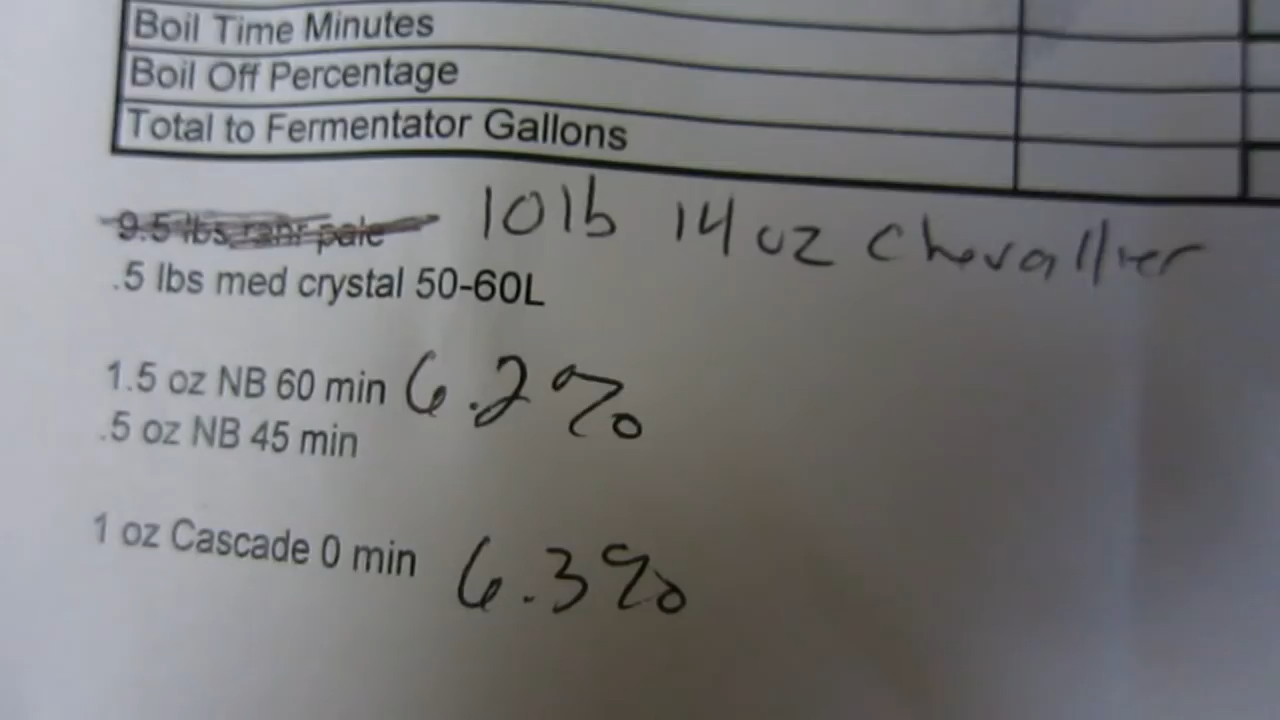 Boil Time Minutes
Boil Off Percentage
Total to Fermentator Gallons
9.5 lbs rahr pale 10lb 14oz Chevallier
.5 lbs med crystal 50-60L
1.5 oz NB 60 min 6.2%
.5 oz NB 45 min
1 oz Cascade 0 min 6.3%